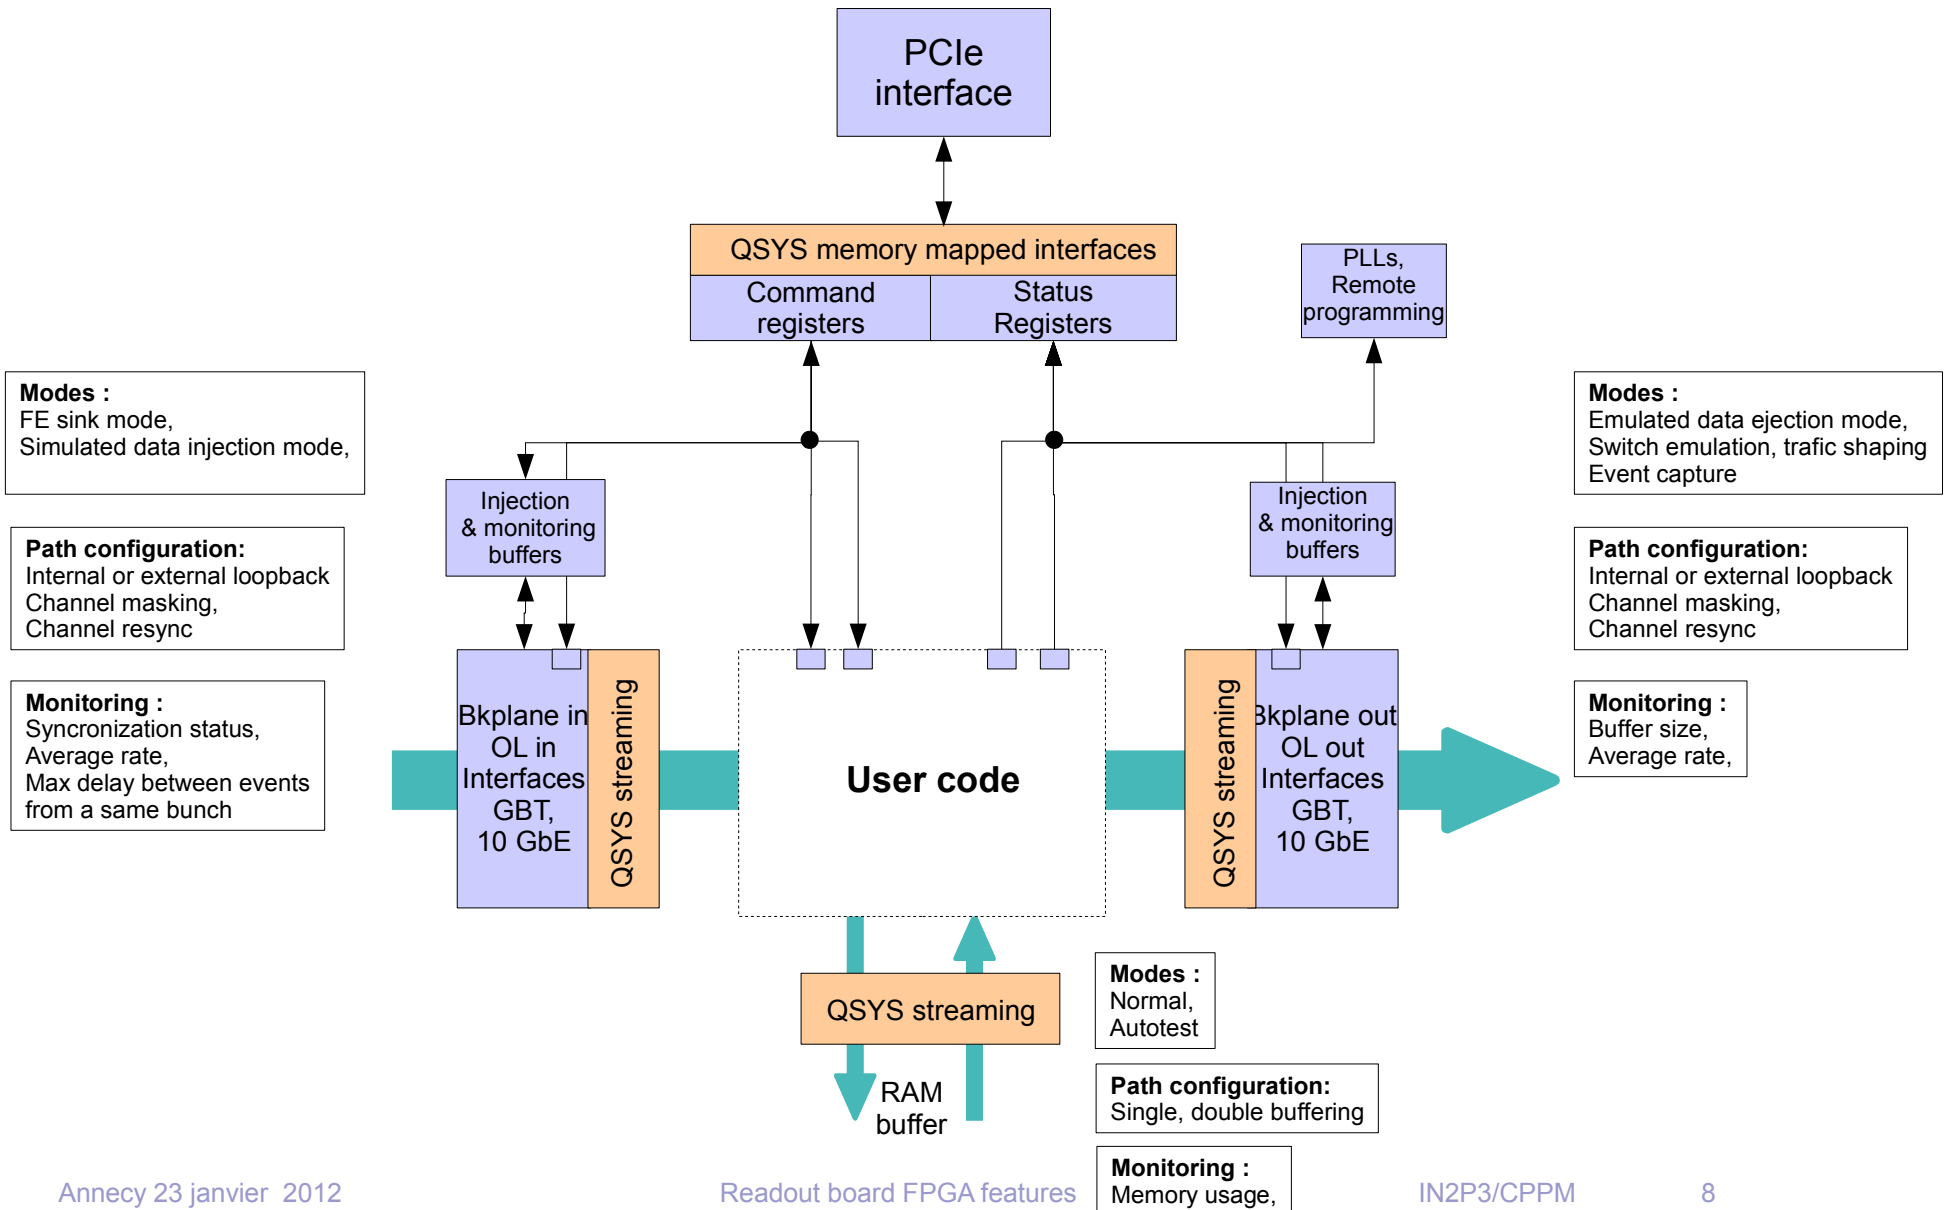 PCIe
interface
QSYS memory mapped interfaces
Command
registers
Status
Registers
PLLs,
Remote
programming
Modes :
FE sink mode,
Simulated data injection mode,
Path configuration:
Internal or external loopback
Channel masking,
Channel resync
Monitoring :
Syncronization status,
Average rate,
Max delay between events
from a same bunch
Injection
& monitoring
buffers
Bkplane in
OL in
Interfaces
GBT,
10 GbE
QSYS streaming
User code
Injection
& monitoring
buffers
QSYS streaming
Bkplane out
OL out
Interfaces
GBT,
10 GbE
Modes :
Emulated data ejection mode,
Switch emulation, trafic shaping
Event capture
Path configuration:
Internal or external loopback
Channel masking,
Channel resync
Monitoring :
Buffer size,
Average rate,
QSYS streaming
RAM
buffer
Modes :
Normal,
Autotest
Path configuration:
Single, double buffering
Monitoring :
Memory usage,
Annecy 23 janvier 2012
Readout board FPGA features
IN2P3/CPPM
8